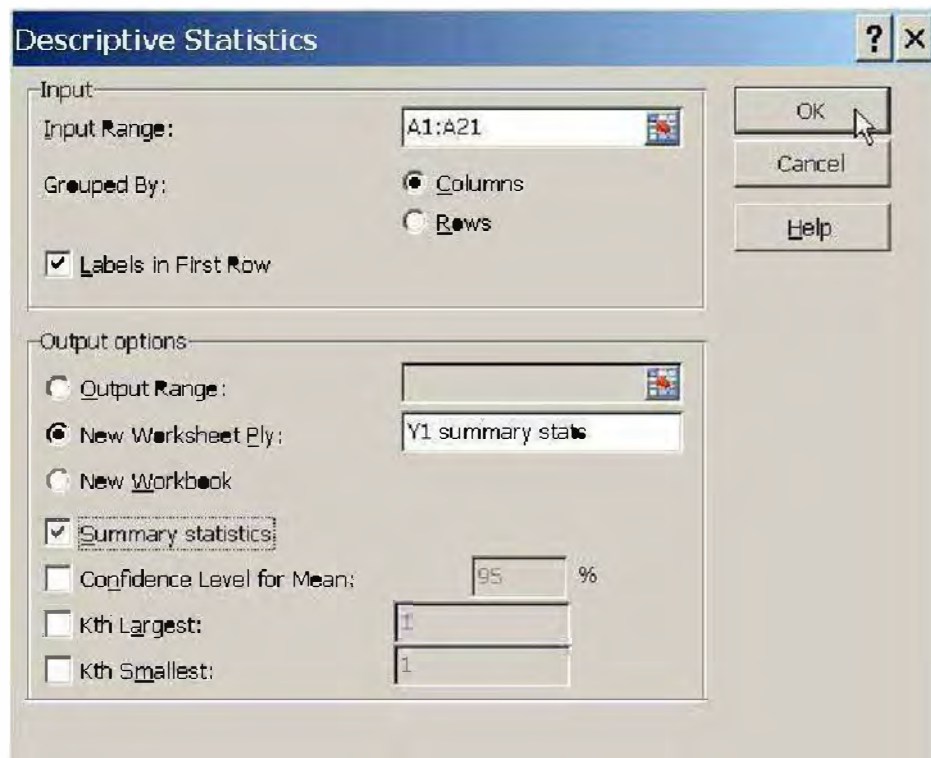 Descriptive Statistics
Input
Input Range:
A1:A21
Grouped By:
Columns
Rows
Labels in First Row
OK
Cancel
Help
Output options
Output Range:
New Worksheet Ply:
Y1 summary stats
New Workbook
Summary statistics
Confidence Level for Mean:
95
%
Kth Largest:
1
Kth Smallest:
1